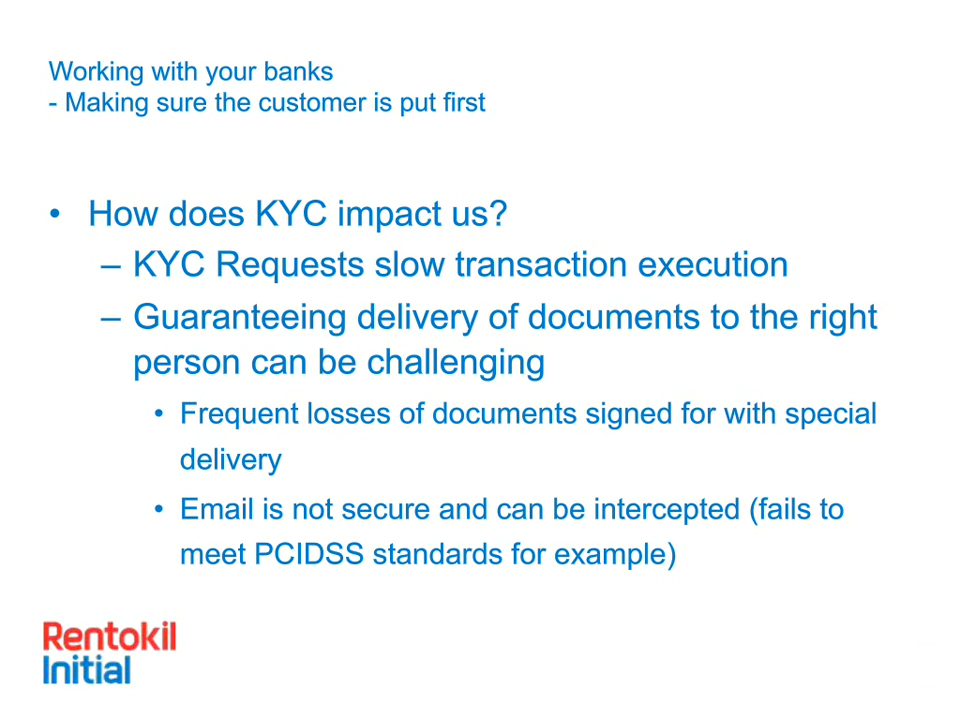 Working with your banks
- Making sure the customer is put first
• How does KYC impact us?
– KYC Requests slow transaction execution
– Guaranteeing delivery of documents to the right
person can be challenging
• Frequent losses of documents signed for with special
delivery
• Email is not secure and can be intercepted (fails to
meet PCIDSS standards for example)
Rentokil
Initial